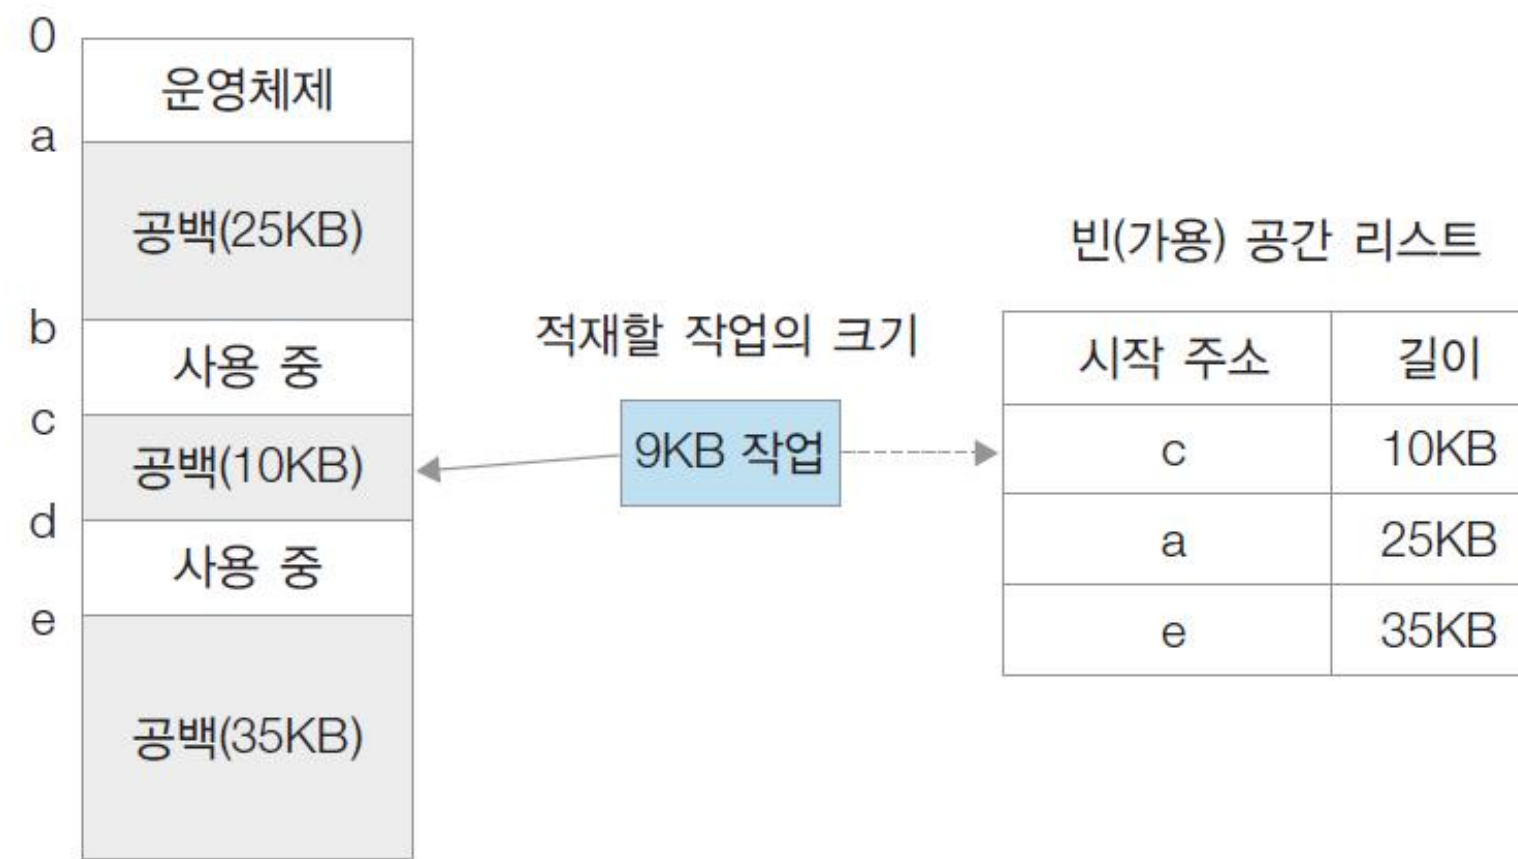 0
운영체제
a
공백(25KB)
b
사용 중
c
공백(10KB)
d
사용 중
e
공백(35KB)
적재할 작업의 크기
9KB 작업
빈(가용) 공간 리스트
시작 주소 길이
c 10KB
a 25KB
e 35KB